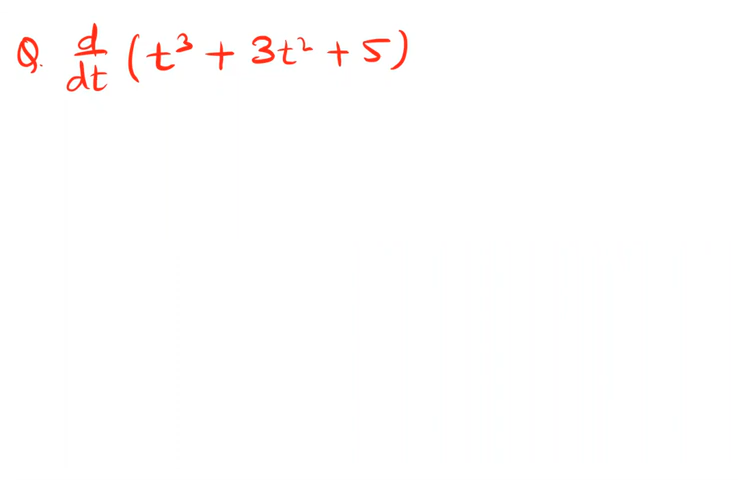 Q. d/dt (t³ + 3t² + 5)